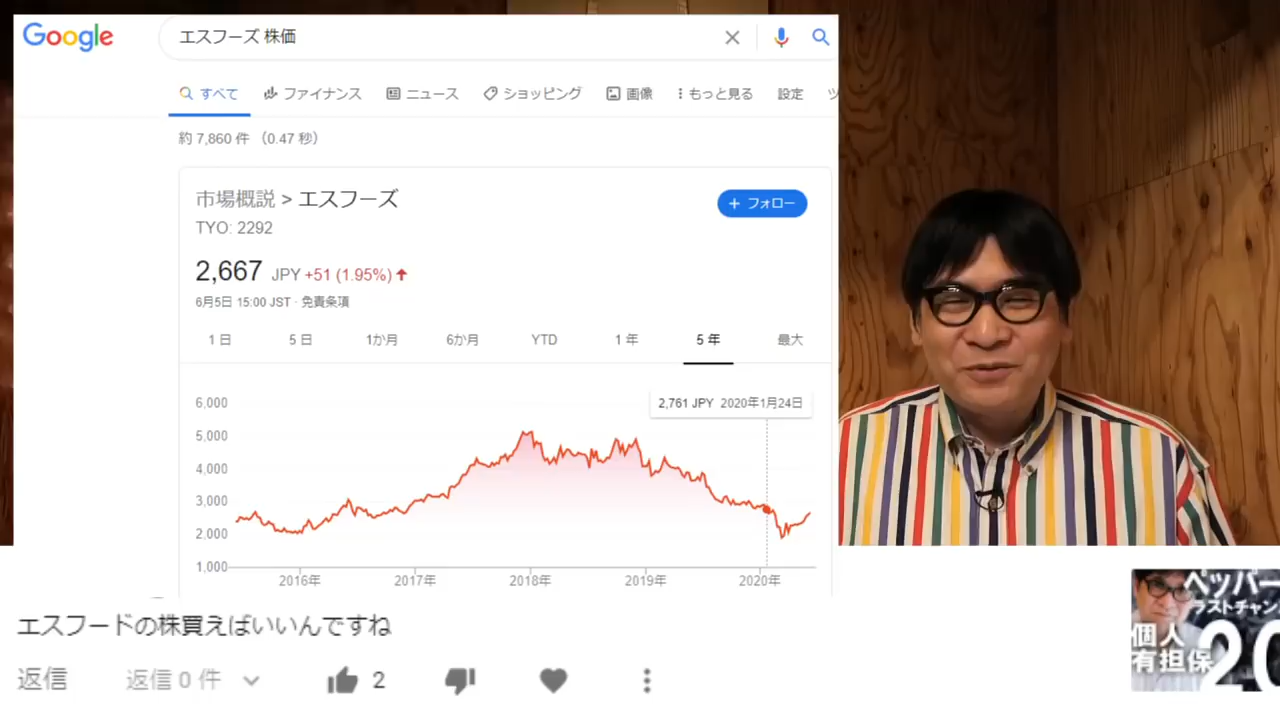 Google
エスフーズ 株価
すべて ファイナンス ニュース ショッピング 画像 もっと見る 設定 ツ
約 7,860 件 (0.47 秒)
市場概説 > エスフーズ
+ フォロー
TYO: 2292
2,667 JPY +51 (1.95%)↑
6月5日 15:00 JST · 免責条項
1日 5日 1か月 6か月 YTD 1年 5年 最大
2,761 JPY 2020年1月24日
6,000
5,000
4,000
3,000
2,000
1,000
2016年 2017年 2018年 2019年 2020年
エスフードの株買えばいいんですね
返信 返信 0 件 2
ペッパー
ラストチャン
個人
有担保
20